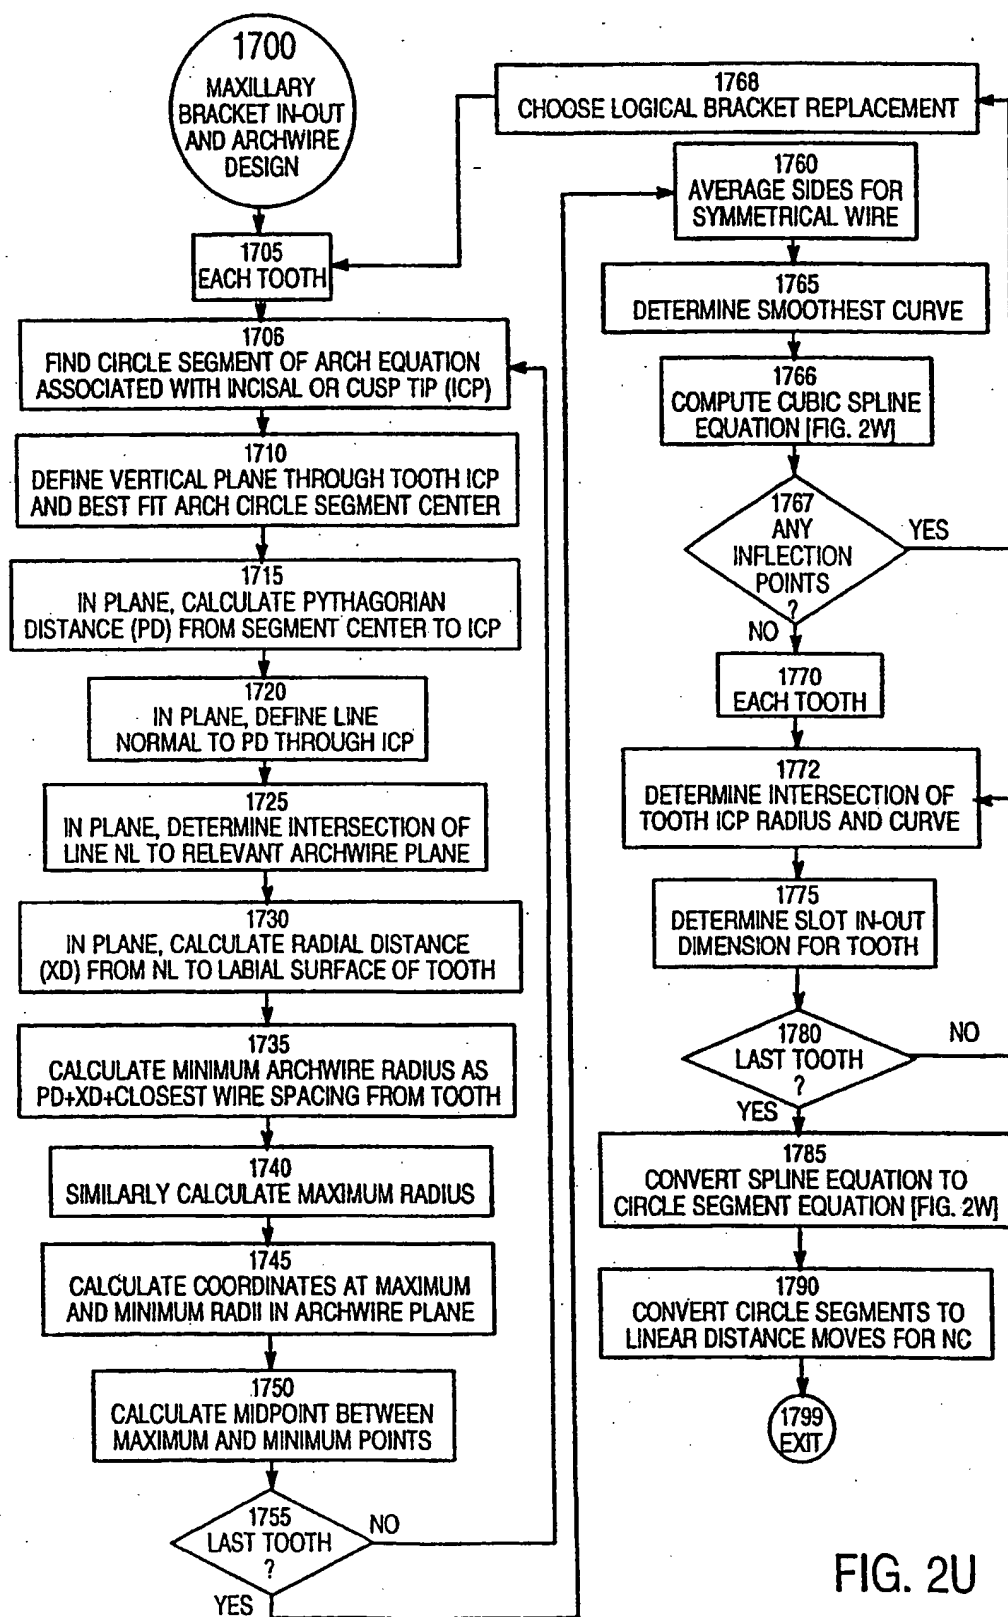 1700
MAXILLARY
BRACKET IN-OUT
AND ARCHWIRE
DESIGN
1705
EACH TOOTH
1706
FIND CIRCLE SEGMENT OF ARCH EQUATION
ASSOCIATED WITH INCISAL OR CUSP TIP (ICP)
1710
DEFINE VERTICAL PLANE THROUGH TOOTH ICP
AND BEST FIT ARCH CIRCLE SEGMENT CENTER
1715
IN PLANE, CALCULATE PYTHAGORIAN
DISTANCE (PD) FROM SEGMENT CENTER TO ICP
1720
IN PLANE, DEFINE LINE
NORMAL TO PD THROUGH ICP
1725
IN PLANE, DETERMINE INTERSECTION OF
LINE NL TO RELEVANT ARCHWIRE PLANE
1730
IN PLANE, CALCULATE RADIAL DISTANCE
(XD) FROM NL TO LABIAL SURFACE OF TOOTH
1735
CALCULATE MINIMUM ARCHWIRE RADIUS AS
PD+XD+CLOSEST WIRE SPACING FROM TOOTH
1740
SIMILARLY CALCULATE MAXIMUM RADIUS
1745
CALCULATE COORDINATES AT MAXIMUM
AND MINIMUM RADII IN ARCHWIRE PLANE
1750
CALCULATE MIDPOINT BETWEEN
MAXIMUM AND MINIMUM POINTS
1755
LAST TOOTH
?
NO
YES
1768
CHOOSE LOGICAL BRACKET REPLACEMENT
1760
AVERAGE SIDES FOR
SYMMETRICAL WIRE
1765
DETERMINE SMOOTHEST CURVE
1766
COMPUTE CUBIC SPLINE
EQUATION [FIG. 2W]
1767
ANY
INFLECTION
POINTS
?
YES
NO
1770
EACH TOOTH
1772
DETERMINE INTERSECTION OF
TOOTH ICP RADIUS AND CURVE
1775
DETERMINE SLOT IN-OUT
DIMENSION FOR TOOTH
1780
LAST TOOTH
?
NO
YES
1785
CONVERT SPLINE EQUATION TO
CIRCLE SEGMENT EQUATION [FIG. 2W]
1790
CONVERT CIRCLE SEGMENTS TO
LINEAR DISTANCE MOVES FOR NC
1799
EXIT
FIG. 2U